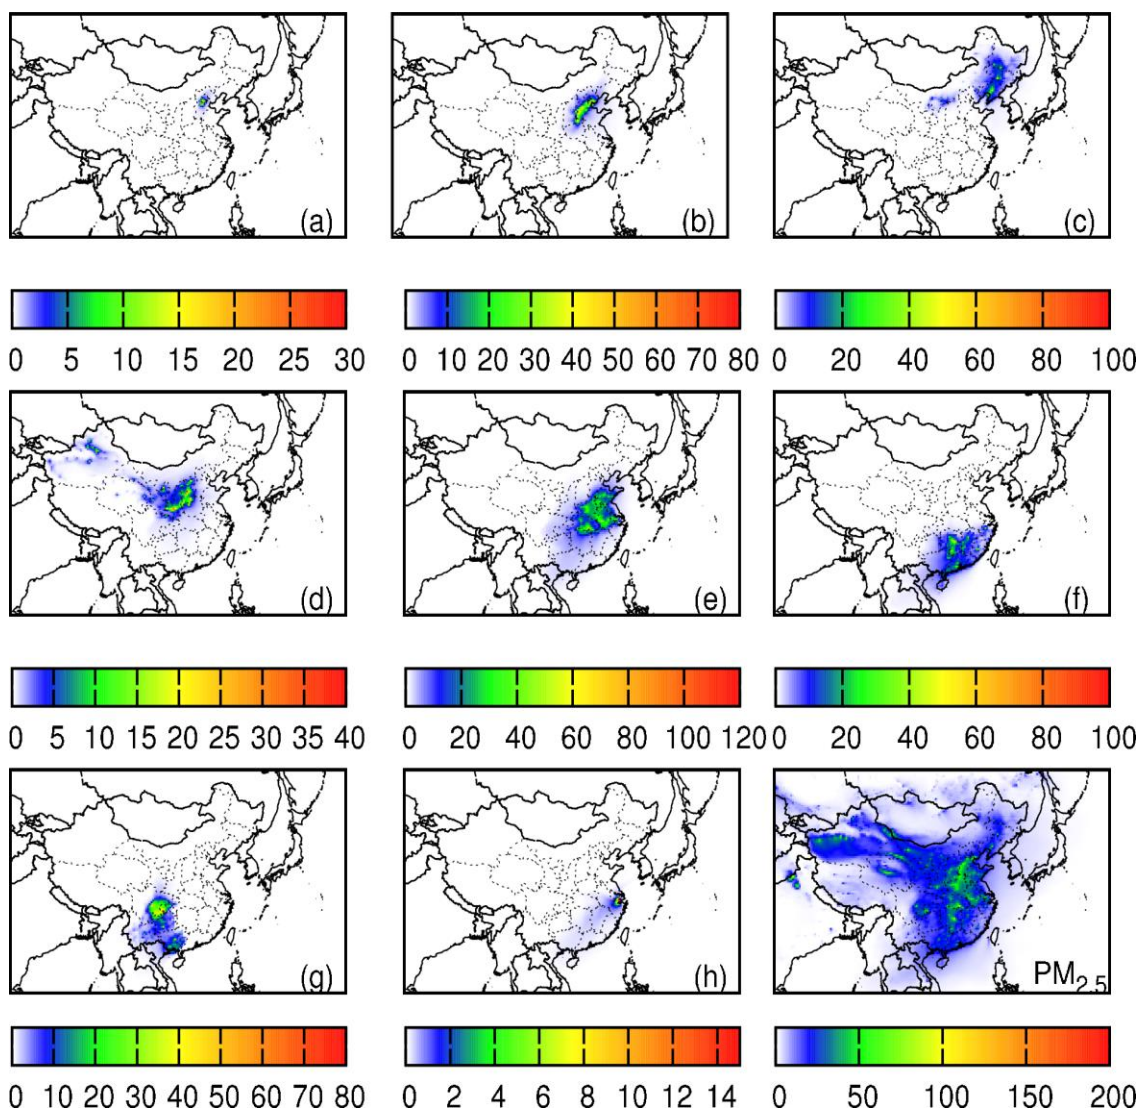 (a) (b) (c)
0 5 10 15 20 25 30 0 10 20 30 40 50 60 70 80 0 20 40 60 80 100
(d) (e) (f)
0 5 10 15 20 25 30 35 40 0 20 40 60 80 100 120 0 20 40 60 80 100
(g) (h) PM2.5
0 10 20 30 40 50 60 70 80 0 2 4 6 8 10 12 14 0 50 100 150 200